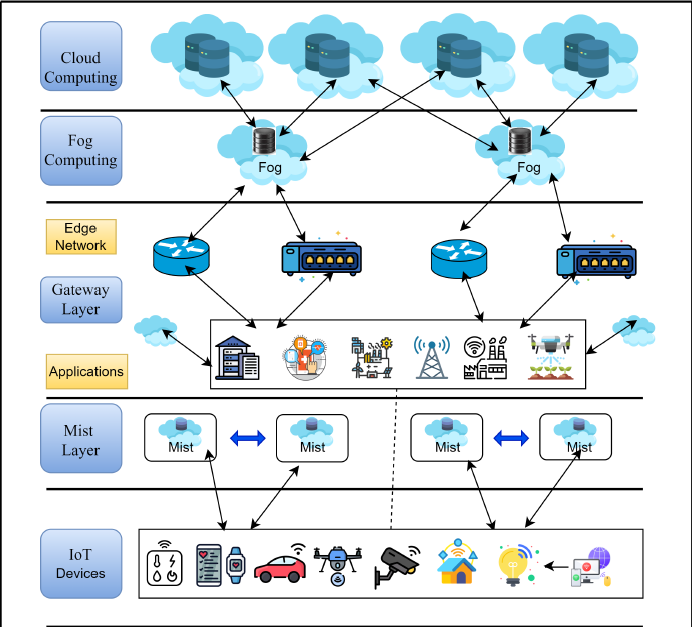 Cloud
Computing
Fog
Computing
Fog
Fog
Edge
Network
Gateway
Layer
Applications
Mist
Layer
Mist
Mist
Mist
Mist
IoT
Devices